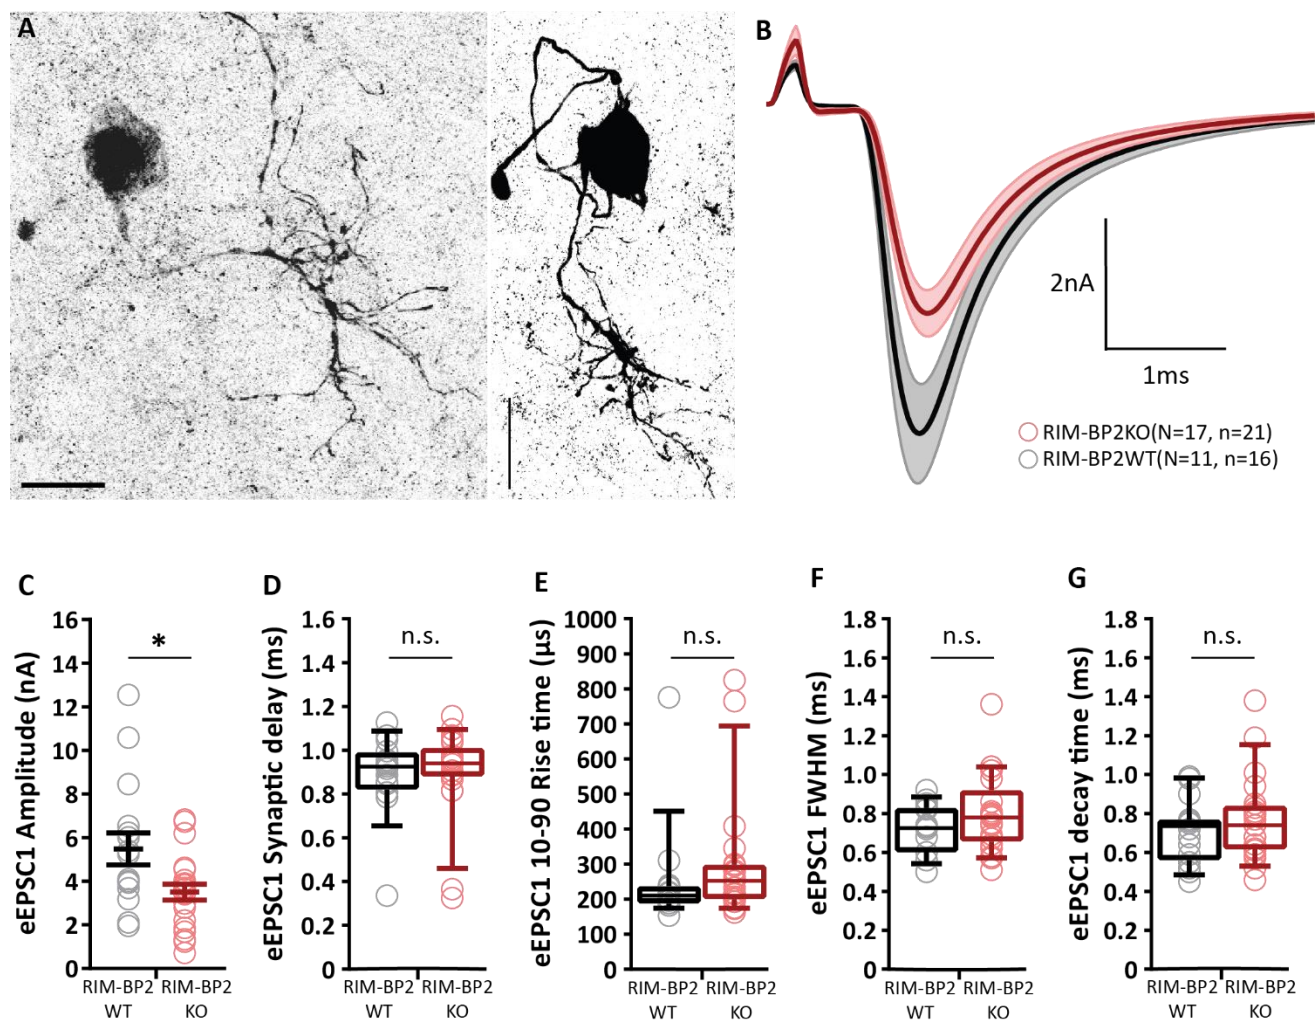 A
B
2nA
1ms
RIM-BP2KO(N=17, n=21)
RIM-BP2WT(N=11, n=16)
C
eEPSC1 Amplitude (nA)
16
14
12
10
8
6
4
2
0
*
RIM-BP2 RIM-BP2
WT KO
D
eEPSC1 Synaptic delay (ms)
1.6
1.4
1.2
1.0
0.8
0.6
0.4
0.2
0
n.s.
RIM-BP2 RIM-BP2
WT KO
E
eEPSC1 10-90 Rise time (µs)
1000
900
800
700
600
500
400
300
200
100
0
n.s.
RIM-BP2 RIM-BP2
WT KO
F
eEPSC1 FWHM (ms)
1.8
1.6
1.4
1.2
1.0
0.8
0.6
0.4
0.2
0
n.s.
RIM-BP2 RIM-BP2
WT KO
G
eEPSC1 decay time (ms)
1.8
1.6
1.4
1.2
1.0
0.8
0.6
0.4
0.2
0
n.s.
RIM-BP2 RIM-BP2
WT KO